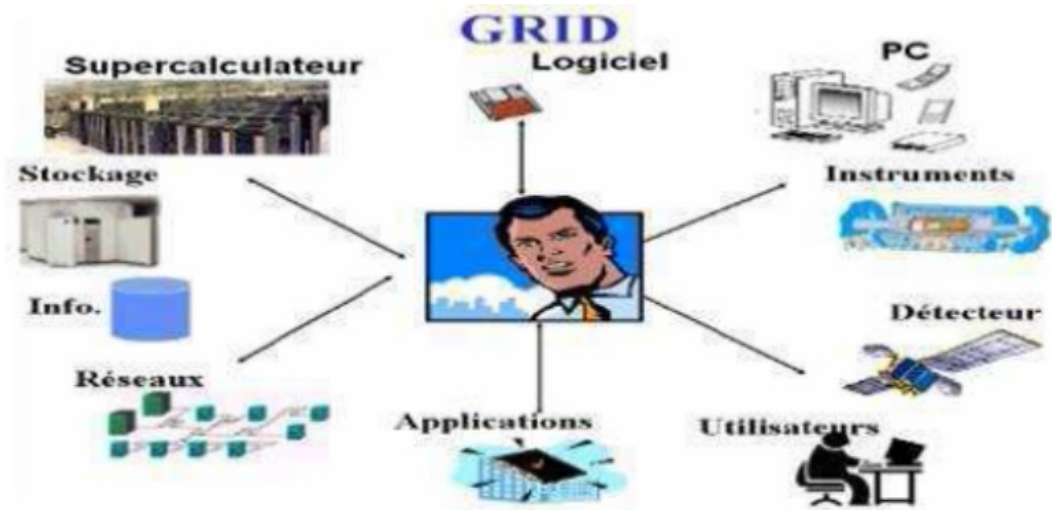 GRID
Logiciel
Supercalculateur
PC
Stockage
Instruments
Info.
Détecteur
Réseaux
Applications
Utilisateurs